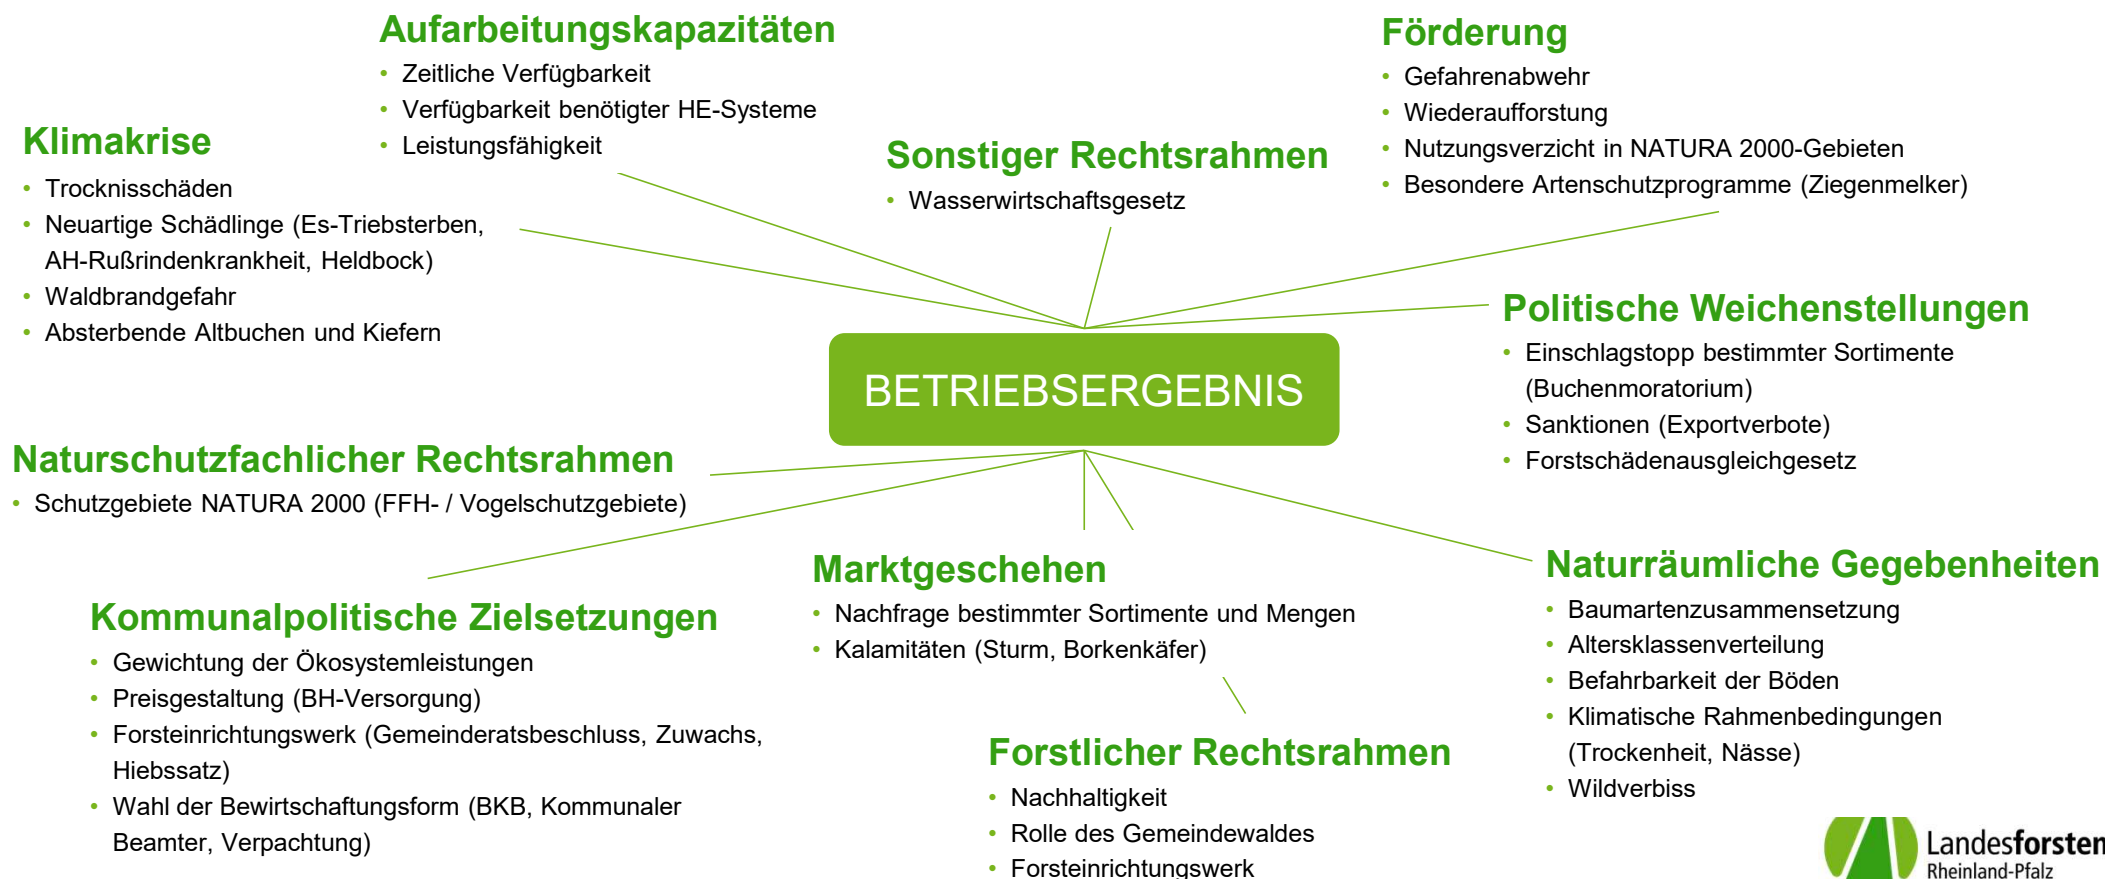 Aufarbeitungskapazitäten
• Zeitliche Verfügbarkeit
• Verfügbarkeit benötigter HE-Systeme
• Leistungsfähigkeit
Förderung
• Gefahrenabwehr
• Wiederaufforstung
• Nutzungsverzicht in NATURA 2000-Gebieten
• Besondere Artenschutzprogramme (Ziegenmelker)
Klimakrise
• Trocknisschäden
• Neuartige Schädlinge (Es-Triebsterben,
AH-Rußrindenkrankheit, Heldbock)
• Waldbrandgefahr
• Absterbende Altbuchen und Kiefern
Sonstiger Rechtsrahmen
• Wasserwirtschaftsgesetz
Politische Weichenstellungen
• Einschlagstopp bestimmter Sortimente
(Buchenmoratorium)
• Sanktionen (Exportverbote)
• Forstschädenausgleichgesetz
BETRIEBSERGEBNIS
Naturschutzfachlicher Rechtsrahmen
• Schutzgebiete NATURA 2000 (FFH- / Vogelschutzgebiete)
Kommunalpolitische Zielsetzungen
• Gewichtung der Ökosystemleistungen
• Preisgestaltung (BH-Versorgung)
• Forsteinrichtungswerk (Gemeinderatsbeschluss, Zuwachs,
Hiebssatz)
• Wahl der Bewirtschaftungsform (BKB, Kommunaler
Beamter, Verpachtung)
Marktgeschehen
• Nachfrage bestimmter Sortimente und Mengen
• Kalamitäten (Sturm, Borkenkäfer)
Forstlicher Rechtsrahmen
• Nachhaltigkeit
• Rolle des Gemeindewaldes
• Forsteinrichtungswerk
Naturräumliche Gegebenheiten
• Baumartenzusammensetzung
• Altersklassenverteilung
• Befahrbarkeit der Böden
• Klimatische Rahmenbedingungen
(Trockenheit, Nässe)
• Wildverbiss
Landesforsten
Rheinland-Pfalz